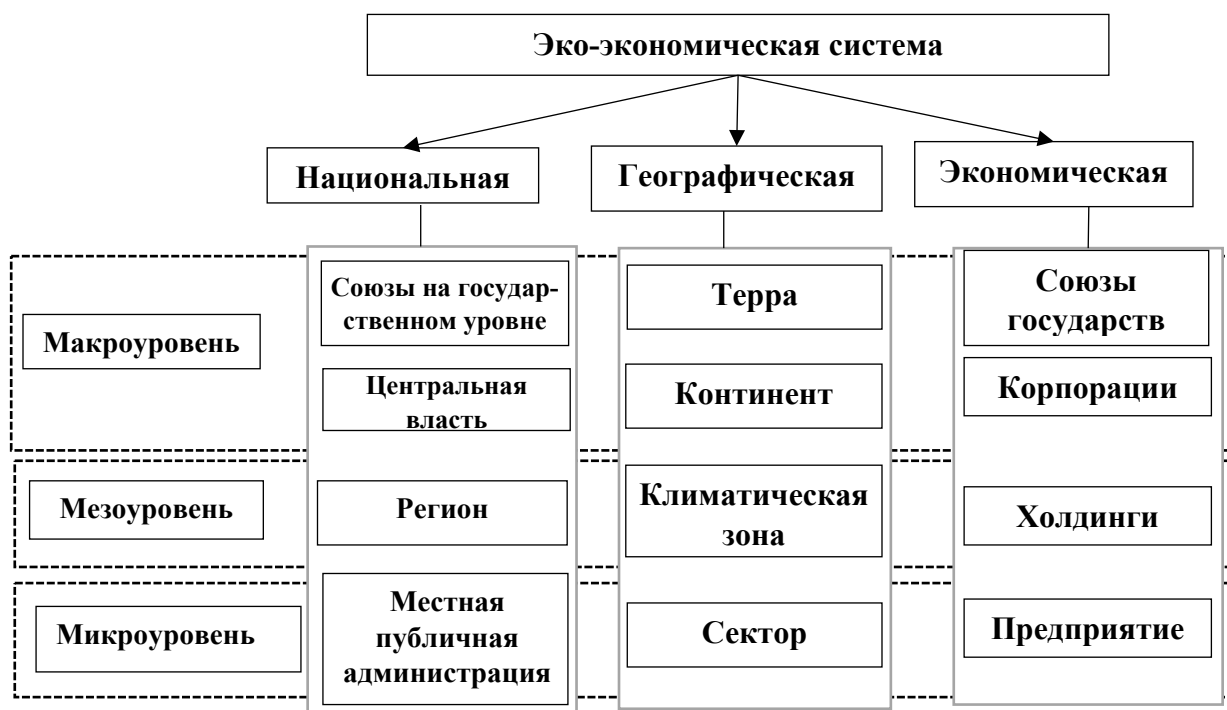 Эко-экономическая система
Национальная
Географическая
Экономическая
Макроуровень
Союзы на государ-
ственном уровне
Терра
Союзы
государств
Центральная
власть
Континент
Корпорации
Мезоуровень
Регион
Климатическая
зона
Холдинги
Микроуровень
Местная
публичная
администрация
Сектор
Предприятие